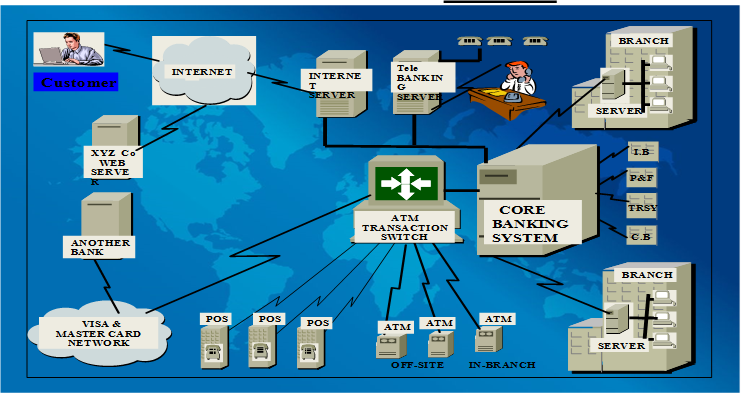 BRANCH
INTERNET
INTERNE
T
SERVER
Tele
BANKIN
G
SERVER
Customer
SERVER
XYZ Co
WEB
SERVE
R
I.B
P&F
TRSY
C.B
ATM
TRANSACTION
SWITCH
CORE
BANKING
SYSTEM
ANOTHER
BANK
BRANCH
VISA &
MASTER CARD
NETWORK
POS
POS
POS
ATM
ATM
ATM
SERVER
OFF-SITE
IN-BRANCH